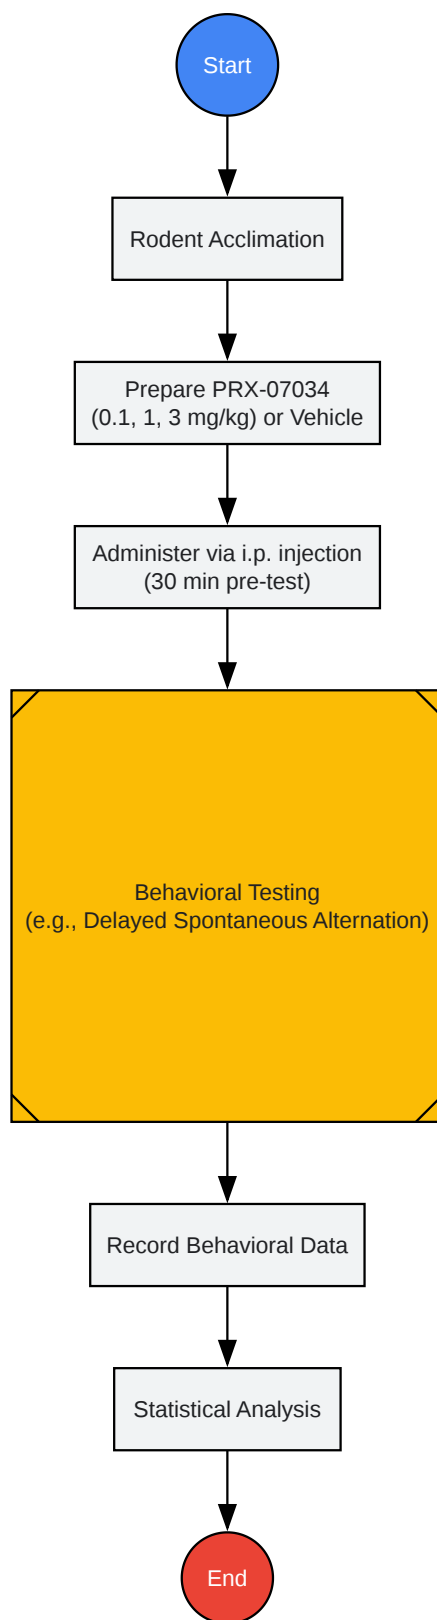 Start
Rodent Acclimation
Prepare PRX-07034
(0.1, 1, 3 mg/kg) or Vehicle
Administer via i.p. injection
(30 min pre-test)
Behavioral Testing
(e.g., Delayed Spontaneous Alternation)
Record Behavioral Data
Statistical Analysis
End